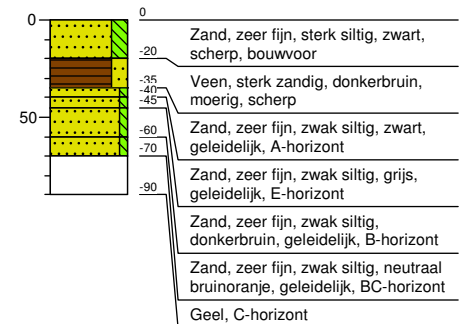 0
50
0
-20
-35
-40
-45
-60
-70
-90
Zand, zeer fijn, sterk siltig, zwart,
scherp, bouwvoor
Veen, sterk zandig, donkerbruin,
moerig, scherp
Zand, zeer fijn, zwak siltig, zwart,
geleidelijk, A-horizont
Zand, zeer fijn, zwak siltig, grijs,
geleidelijk, E-horizont
Zand, zeer fijn, zwak siltig,
donkerbruin, geleidelijk, B-horizont
Zand, zeer fijn, zwak siltig, neutraal
bruinoranje, geleidelijk, BC-horizont
Geel, C-horizont